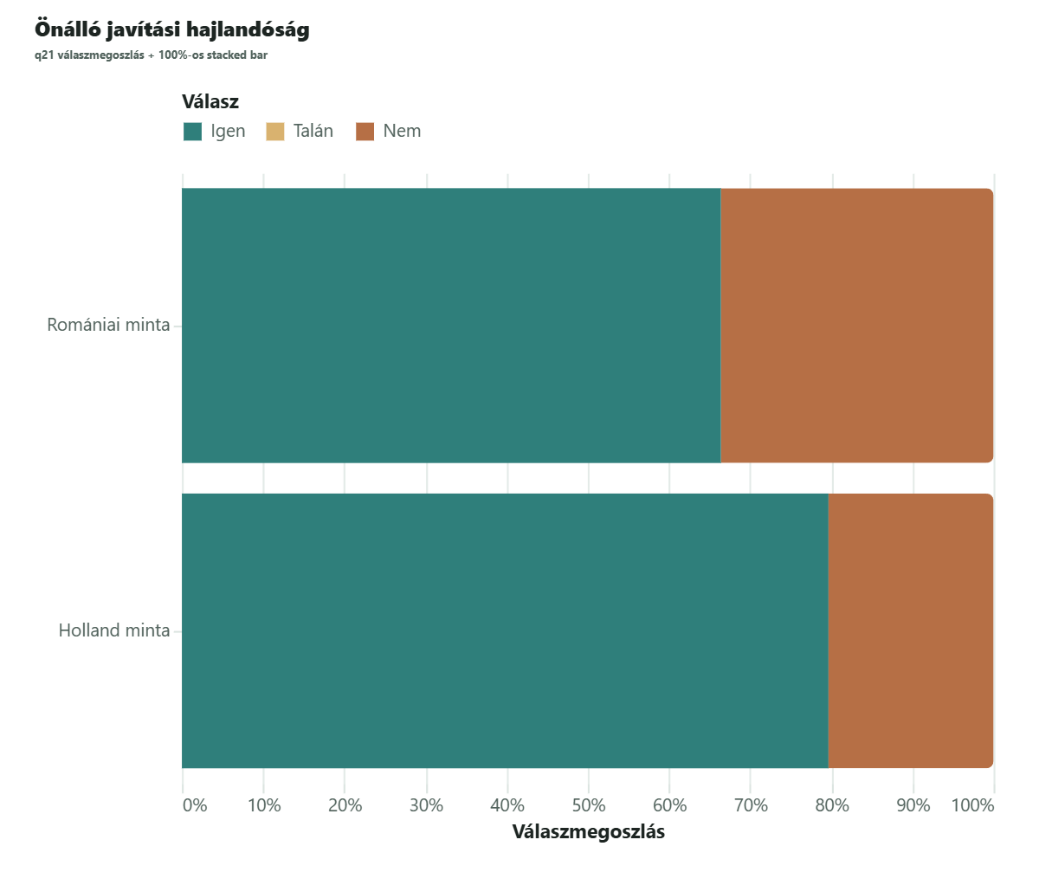 Önálló javítási hajlandóság
q21 válaszmegoszlás + 100%-os stacked bar
Válasz
Igen Talán Nem
Romániai minta
Holland minta
0% 10% 20% 30% 40% 50% 60% 70% 80% 90% 100%
Válaszmegoszlás